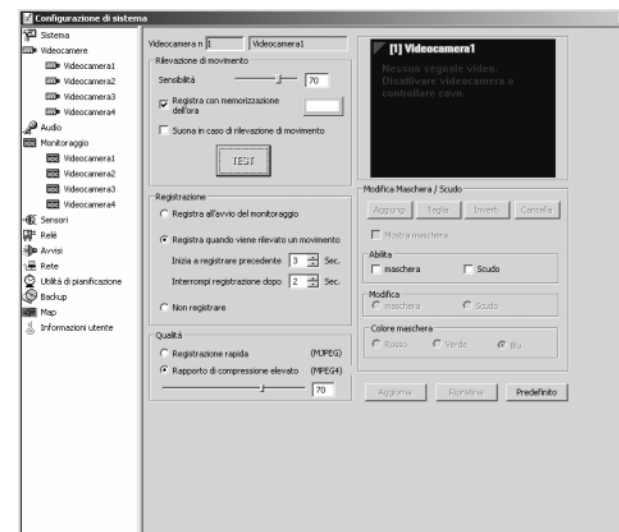 Configurazione di sistema
Sistema
Videocamere
Videocamera1
Videocamera2
Videocamera3
Videocamera4
Audio
Monitoraggio
Videocamera1
Videocamera2
Videocamera3
Videocamera4
Sensori
Relé
Avvisi
Rete
Utilità di pianificazione
Backup
Map
Informazioni utente
Videocamera n 1 Videocamera1
Rilevazione di movimento
Sensibilità 70
Registra con memorizzazione
dell'ora
Suona in caso di rilevazione di movimento
TEST
Registrazione
Registra all'avvio del monitoraggio
Registra quando viene rilevato un movimento
Inizia a registrare precedente 3 Sec.
Interrompi registrazione dopo 2 Sec.
Non registrare
Qualità
Registrazione rapida (MJPEG)
Rapporto di compressione elevato (MPEG4)
70
[1] Videocamera1
Nessun segnale video.
Disattivare videocamera o
controllare cavo.
Modifica Maschera / Scudo
Aggiungi Taglia Inverti Cancella
Mostra maschera
Abilita
maschera Scudo
Modifica
maschera Scudo
Colore maschera
Rosso Verde Blu
Aggiorna Ripristina Predefinito